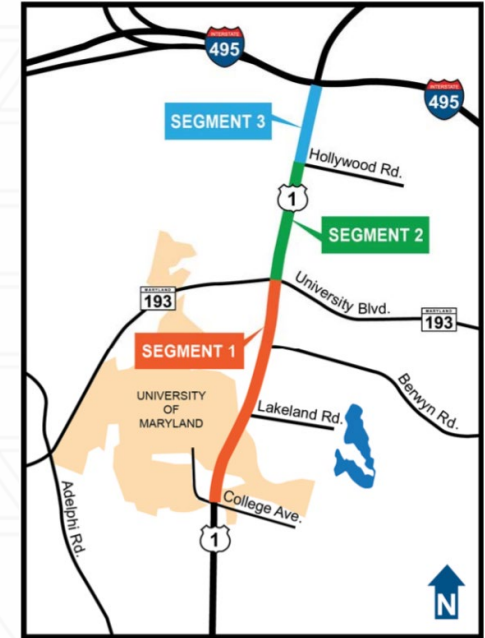 INTERSTATE
495
INTERSTATE
495
SEGMENT 3
Hollywood Rd.
1
SEGMENT 2
MARYLAND
193
University Blvd.
MARYLAND
193
SEGMENT 1
UNIVERSITY
OF
MARYLAND
Berwyn Rd.
Lakeland Rd.
Adelphi Rd.
College Ave.
1
N